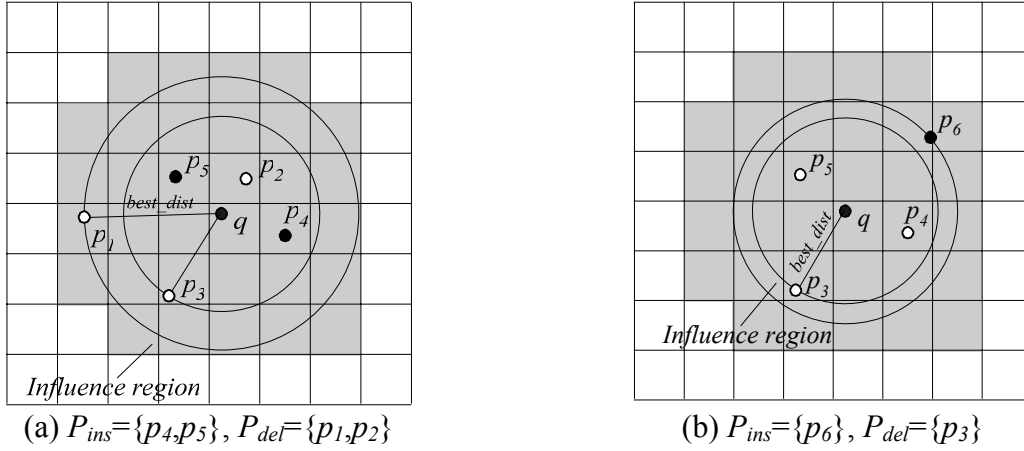 p5
p2
best_dist
q
p4
p1
p3
Influence region
(a) Pins={p4,p5}, Pdel={p1,p2}
p6
p5
p4
q
best_dist
p3
Influence region
(b) Pins={p6}, Pdel={p3}